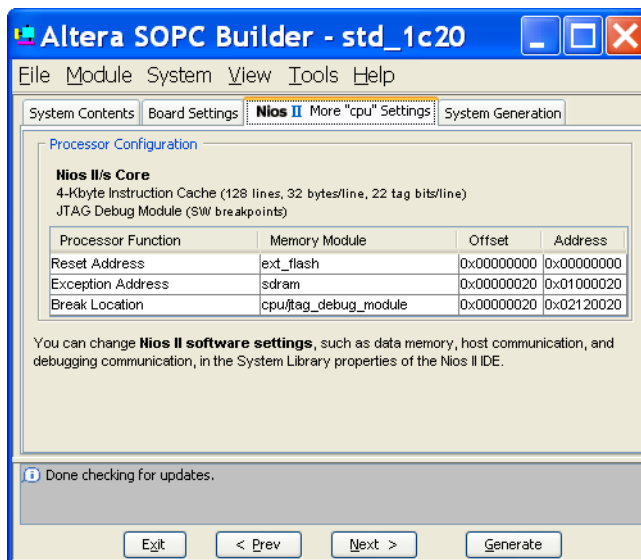 Altera SOPC Builder - std_1c20
File Module System View Tools Help
System Contents Board Settings Nios II More "cpu" Settings System Generation
Processor Configuration
Nios II/s Core
4-Kbyte Instruction Cache (128 lines, 32 bytes/line, 22 tag bits/line)
JTAG Debug Module (SW breakpoints)
Processor Function Memory Module Offset Address
Reset Address ext_flash 0x00000000 0x00000000
Exception Address sdram 0x00000020 0x01000020
Break Location cpu/jtag_debug_module 0x00000020 0x02120020
You can change Nios II software settings, such as data memory, host communication, and
debugging communication, in the System Library properties of the Nios II IDE.
Done checking for updates.
Exit < Prev Next > Generate